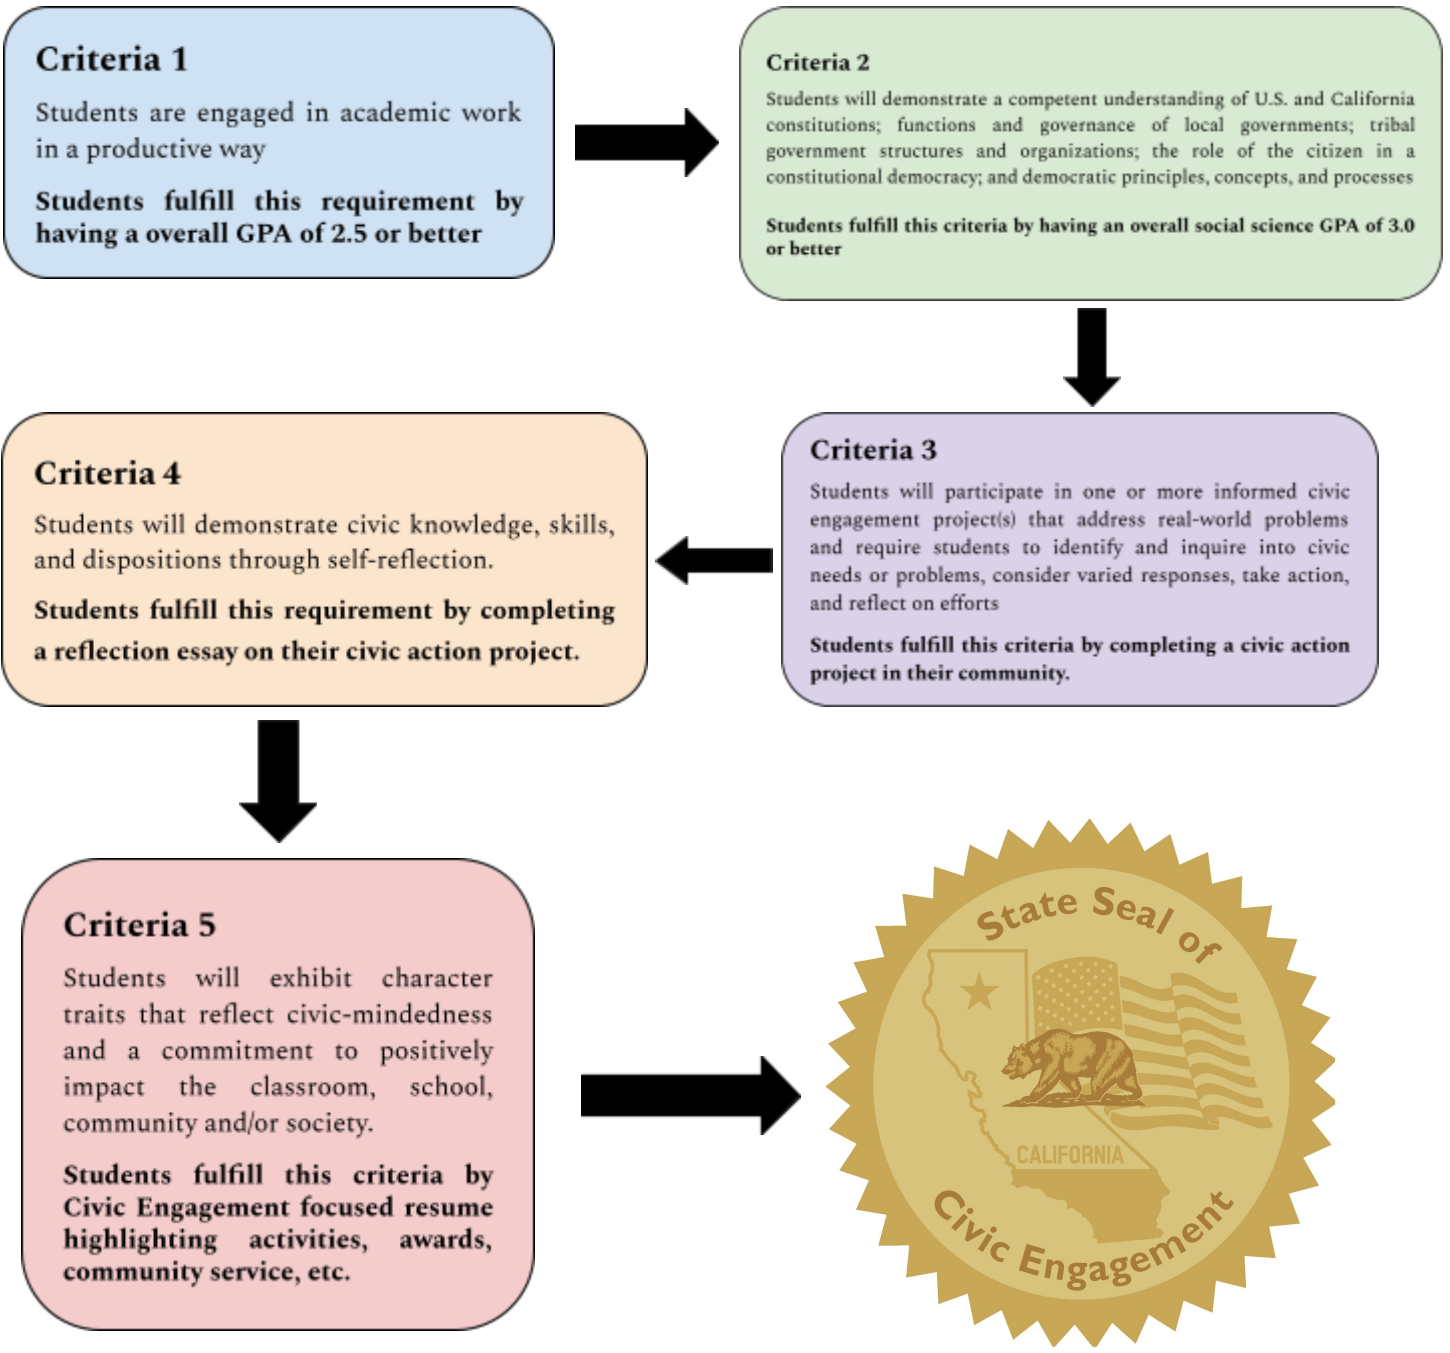 Criteria 1
Students are engaged in academic work
in a productive way
Students fulfill this requirement by
having a overall GPA of 2.5 or better
Criteria 2
Students will demonstrate a competent understanding of U.S. and California
constitutions; functions and governance of local governments; tribal
government structures and organizations; the role of the citizen in a
constitutional democracy; and democratic principles, concepts, and processes
Students fulfill this criteria by having an overall social science GPA of 3.0
or better
Criteria 3
Students will participate in one or more informed civic
engagement project(s) that address real-world problems
and require students to identify and inquire into civic
needs or problems, consider varied responses, take action,
and reflect on efforts
Students fulfill this criteria by completing a civic action
project in their community.
Criteria 4
Students will demonstrate civic knowledge, skills,
and dispositions through self-reflection.
Students fulfill this requirement by completing
a reflection essay on their civic action project.
Criteria 5
Students will exhibit character
traits that reflect civic-mindedness
and a commitment to positively
impact the classroom, school,
community and/or society.
Students fulfill this criteria by
Civic Engagement focused resume
highlighting activities, awards,
community service, etc.
State Seal of
CALIFORNIA
Civic Engagement